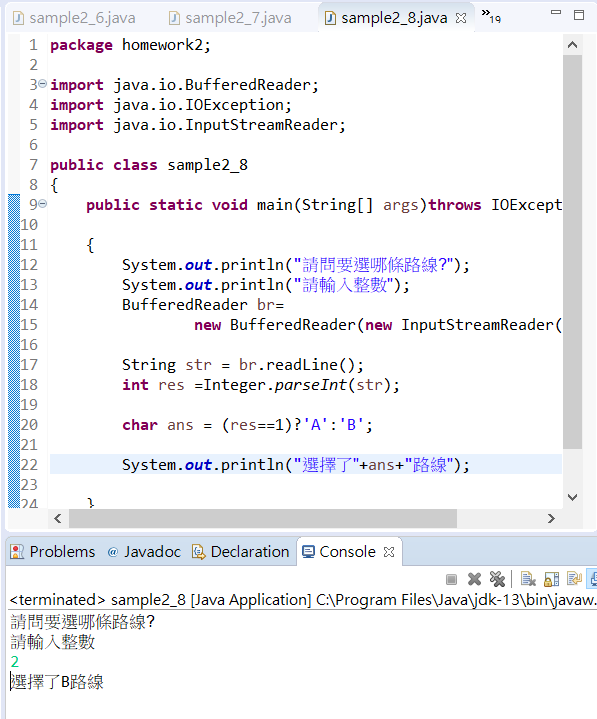 sample2_6.java sample2_7.java sample2_8.java »19
1 package homework2;
2
3 import java.io.BufferedReader;
4 import java.io.IOException;
5 import java.io.InputStreamReader;
6
7 public class sample2_8
8 {
9 public static void main(String[] args)throws IOExcept
10
11 {
12 System.out.println("請問要選哪條路線?");
13 System.out.println("請輸入整數");
14 BufferedReader br=
15 new BufferedReader(new InputStreamReader(
16
17 String str = br.readLine();
18 int res =Integer.parseInt(str);
19
20 char ans = (res==1)?'A':'B';
21
22 System.out.println("選擇了"+ans+"路線");
23
24 }
Problems @ Javadoc Declaration Console
<terminated> sample2_8 [Java Application] C:\Program Files\Java\jdk-13\bin\javaw.
請問要選哪條路線?
請輸入整數
2
選擇了B路線